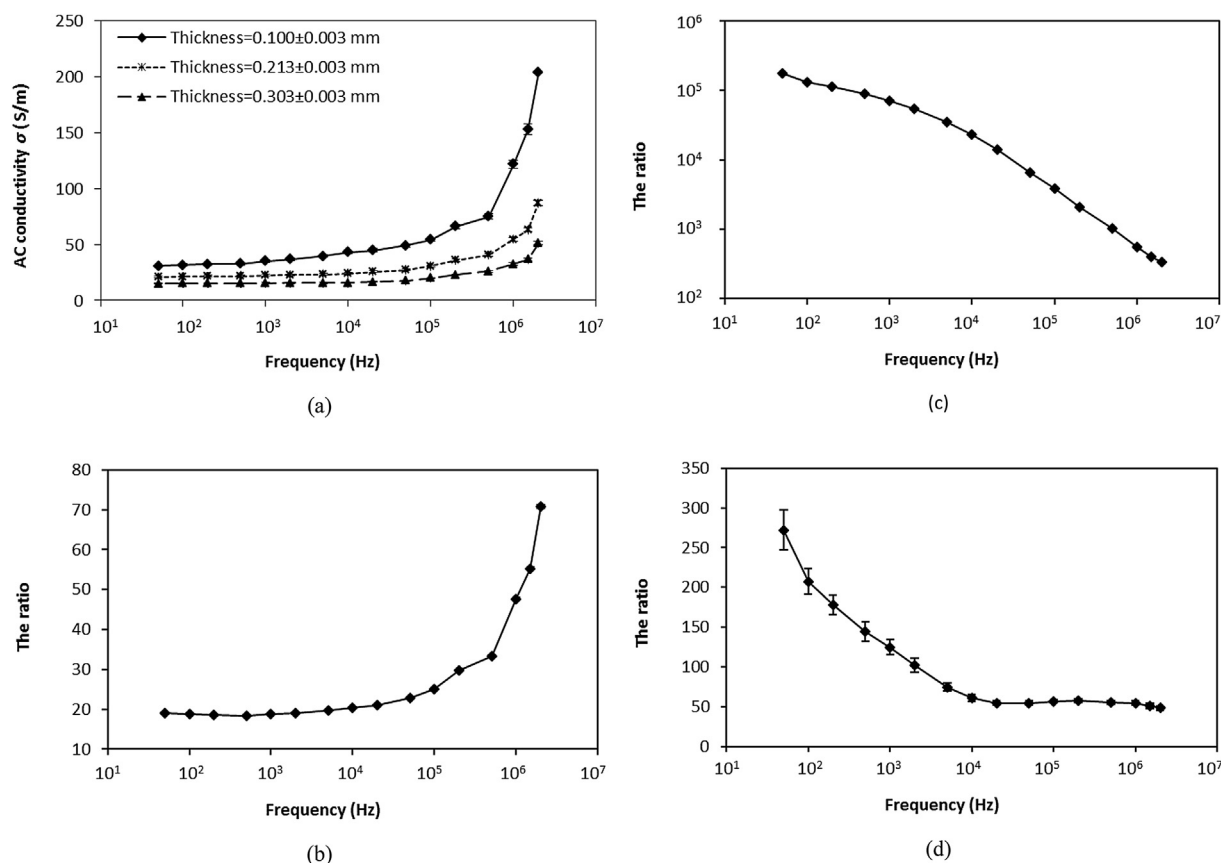 250
200
150
100
50
0
AC conductivity σ (S/m)
Thickness=0.100±0.003 mm
Thickness=0.213±0.003 mm
Thickness=0.303±0.003 mm
10¹ 10² 10³ 10⁴ 10⁵ 10⁶ 10⁷
Frequency (Hz)
(a)
10⁶
10⁵
10⁴
10³
10²
The ratio
10¹ 10² 10³ 10⁴ 10⁵ 10⁶ 10⁷
Frequency (Hz)
(c)
80
70
60
50
40
30
20
10
The ratio
10¹ 10² 10³ 10⁴ 10⁵ 10⁶ 10⁷
Frequency (Hz)
(b)
350
300
250
200
150
100
50
0
The ratio
10¹ 10² 10³ 10⁴ 10⁵ 10⁶ 10⁷
Frequency (Hz)
(d)